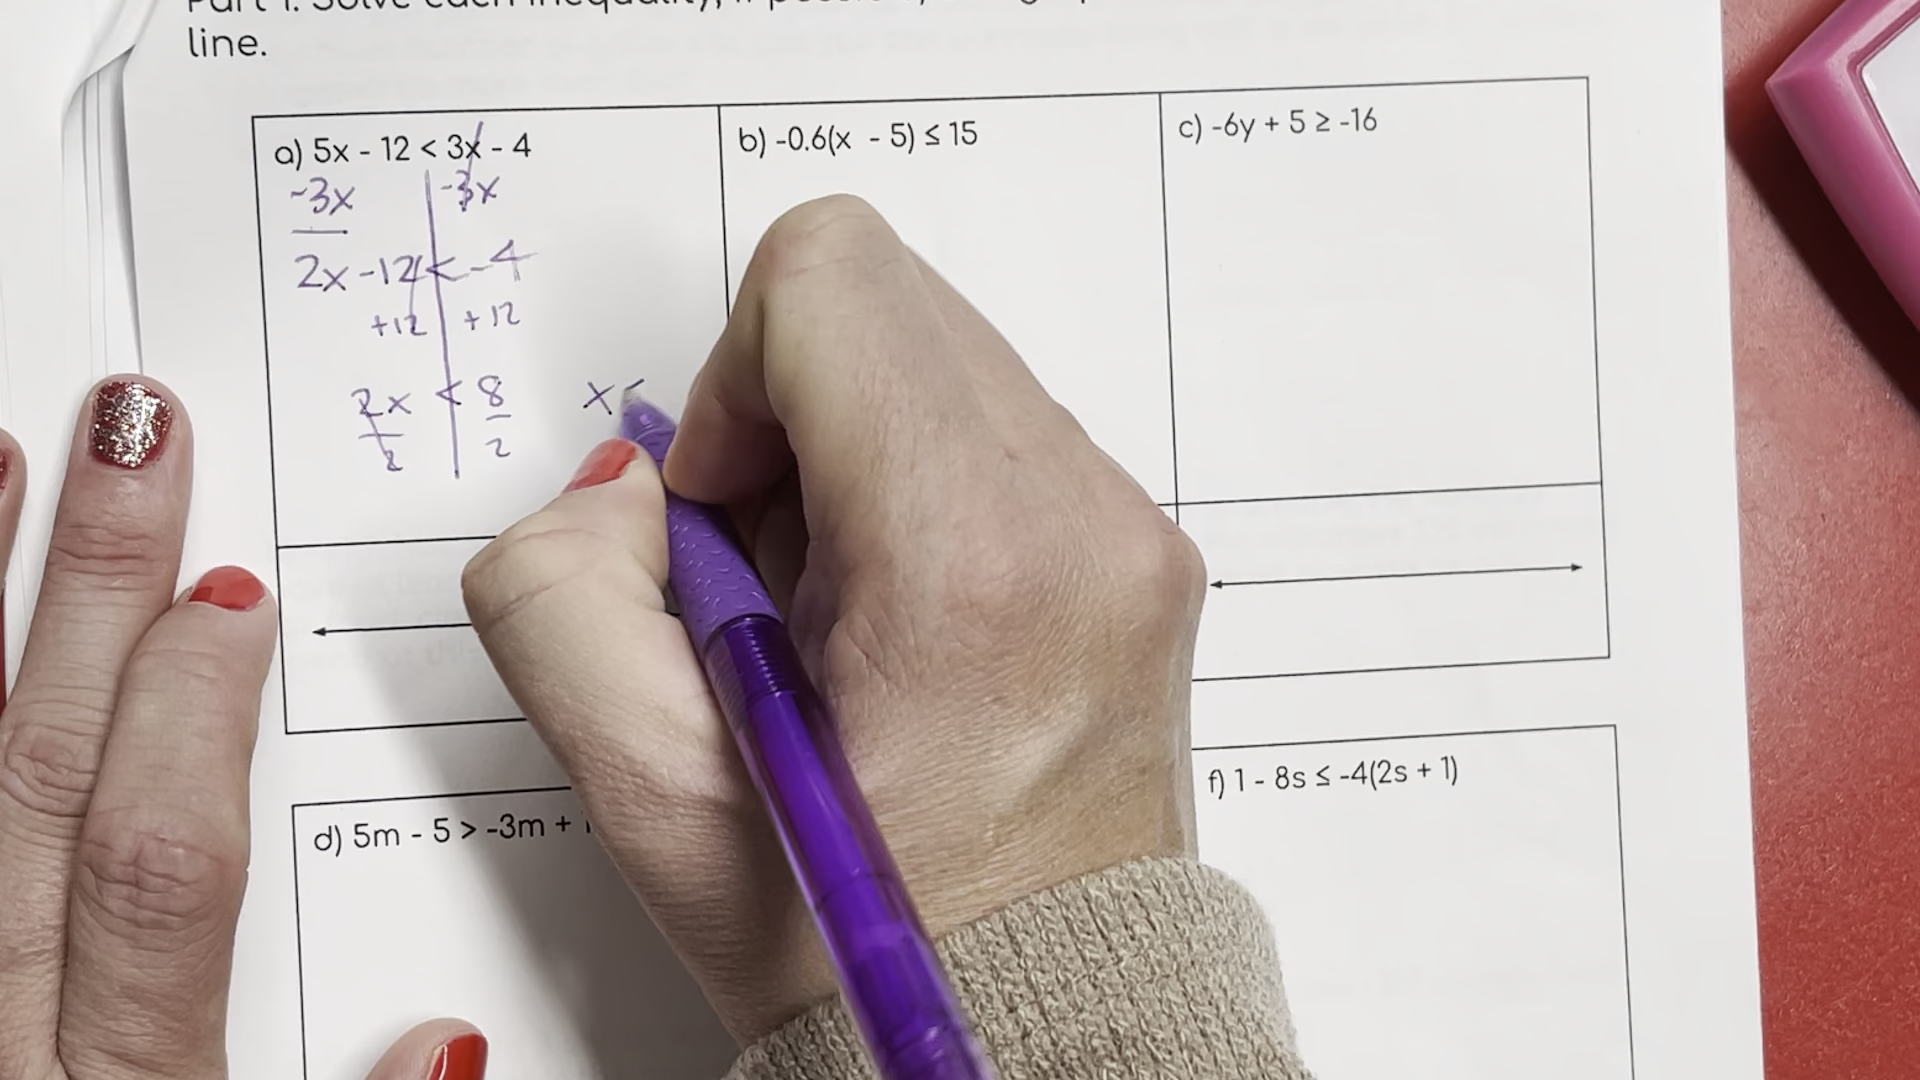 line.
a) 5x - 12 < 3x - 4
-3x -3x
2x -12 < -4
+12 +12
2x < 8
2 2
x <
b) -0.6(x - 5) ≤ 15
c) -6y + 5 ≥ -16
d) 5m - 5 > -3m +
f) 1 - 8s ≤ -4(2s + 1)